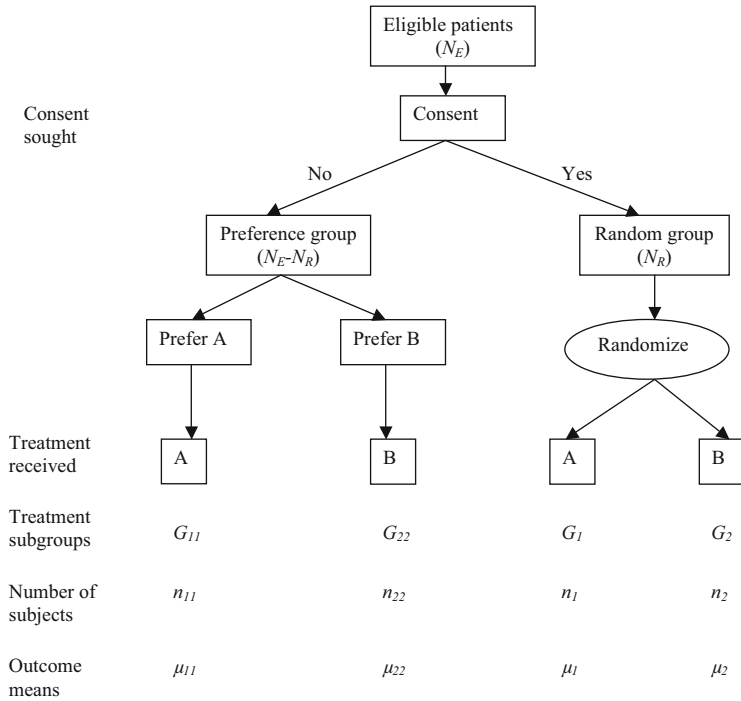 Eligible patients
(N_E)
Consent
sought
Consent
No
Yes
Preference group
(N_E-N_R)
Random group
(N_R)
Prefer A
Prefer B
Randomize
Treatment
received
A
B
A
B
Treatment
subgroups
G_11
G_22
G_1
G_2
Number of
subjects
n_11
n_22
n_1
n_2
Outcome
means
μ_11
μ_22
μ_1
μ_2